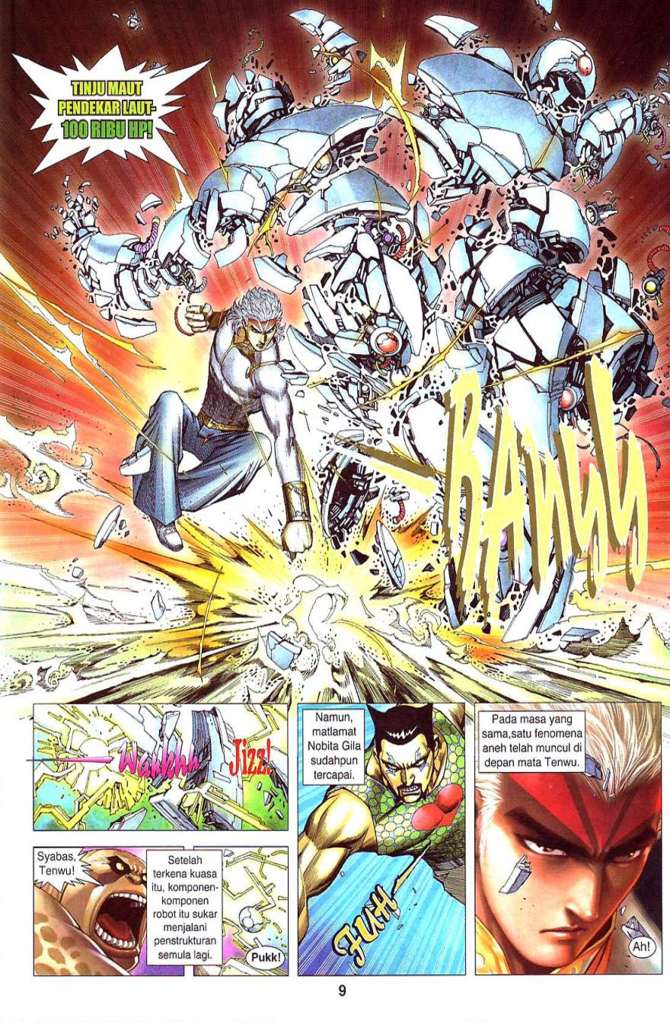 TINJU MAUT
PENDEKAR LAUT-
100 RIBU HP!
BANYY
Wankhh
Jizz!
Syabas,
Tenwu!
Setelah
terkena kuasa
itu, komponen-
komponen
robot itu sukar
menjalani
penstrukturan
semula lagi.
Pukk!
Namun,
matlamat
Nobita Gila
sudahpun
tercapai.
FUH
Pada masa yang
sama,satu fenomena
aneh telah muncul di
depan mata Tenwu.
Ah!
9